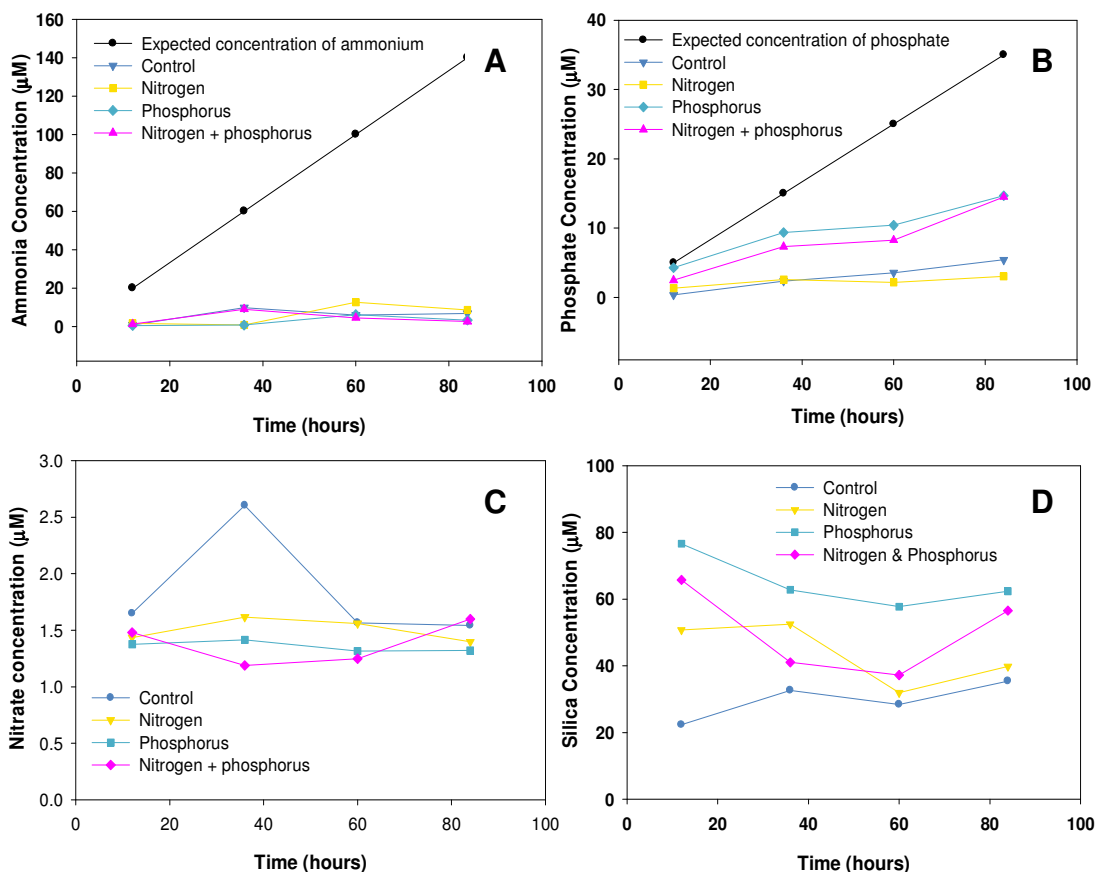 A
Ammonia Concentration (µM)
160
140
120
100
80
60
40
20
0
Expected concentration of ammonium
Control
Nitrogen
Phosphorus
Nitrogen + phosphorus
0 20 40 60 80 100
Time (hours)
B
Phosphate Concentration (µM)
40
30
20
10
0
Expected concentration of phosphate
Control
Nitrogen
Phosphorus
Nitrogen + phosphorus
0 20 40 60 80 100
Time (hours)
C
Nitrate concentration (µM)
3.0
2.5
2.0
1.5
1.0
0.5
0.0
Control
Nitrogen
Phosphorus
Nitrogen + phosphorus
0 20 40 60 80 100
Time (hours)
D
Silica Concentration (µM)
100
80
60
40
20
0
Control
Nitrogen
Phosphorus
Nitrogen & Phosphorus
0 20 40 60 80 100
Time (hours)